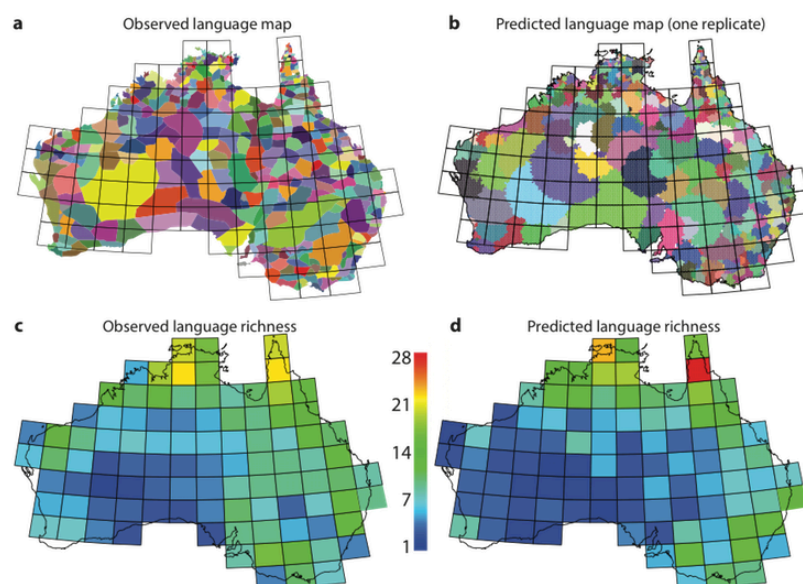 a Observed language map
b Predicted language map (one replicate)
c Observed language richness
d Predicted language richness
28
21
14
7
1